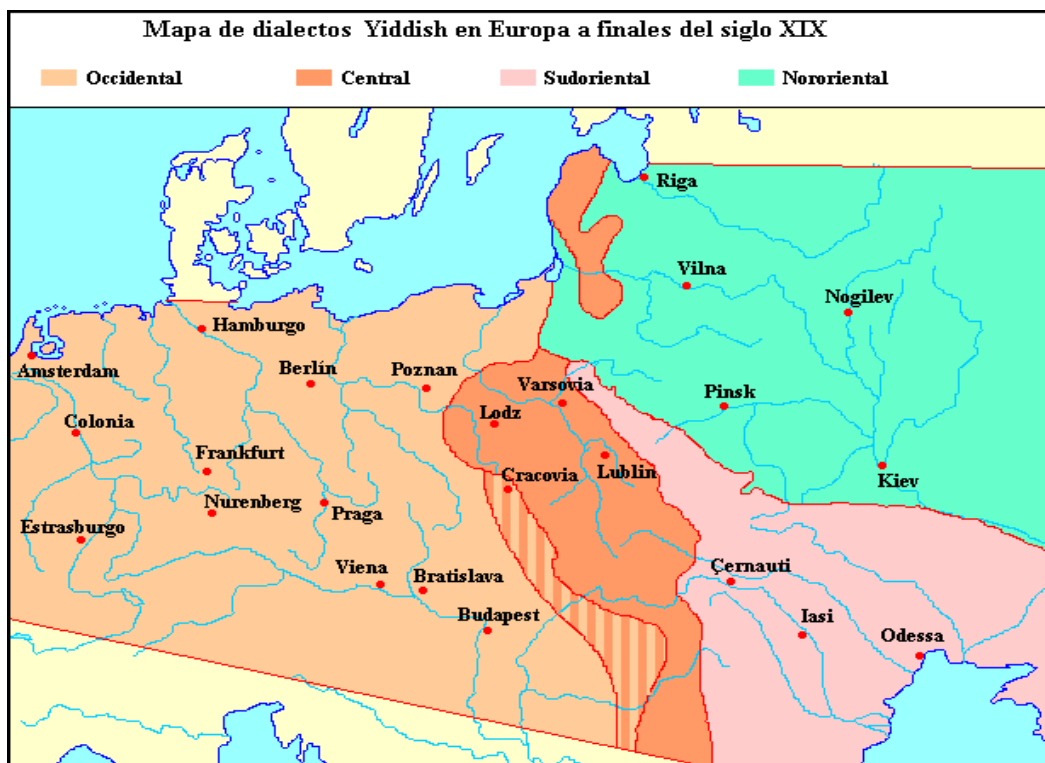 Mapa de dialectos Yiddish en Europa a finales del siglo XIX
Occidental Central Sudoriental Nororiental
Riga
Vilna
Nogilev
Hamburgo
Amsterdam
Berlín
Poznan
Varsovia
Pinsk
Colonia
Lodz
Frankfurt
Cracovia
Lublin
Kiev
Nurenberg
Praga
Estrasburgo
Viena
Bratislava
Çernauti
Budapest
Iasi
Odessa